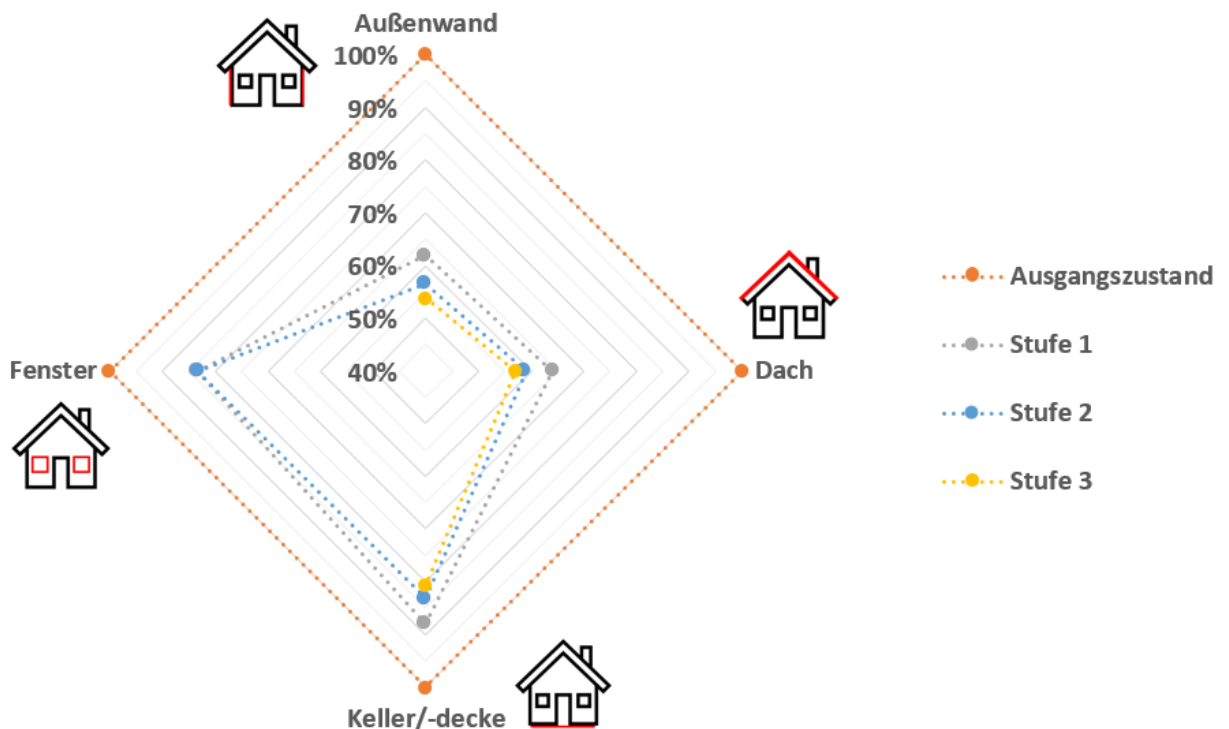 Außenwand
100%
90%
80%
70%
60%
50%
40%
Fenster
Dach
Keller/-decke
Ausgangszustand
Stufe 1
Stufe 2
Stufe 3